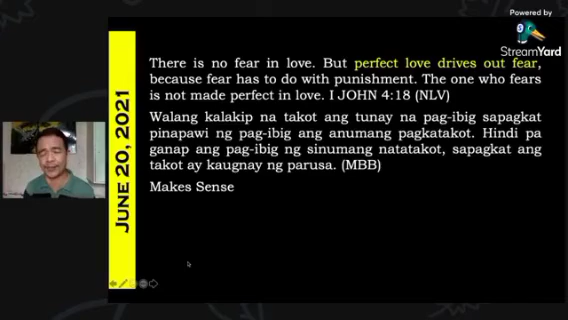 Powered by
StreamYard
There is no fear in love. But perfect love drives out fear,
because fear has to do with punishment. The one who fears
is not made perfect in love. I JOHN 4:18 (NLV)
Walang kalakip na takot ang tunay na pag-ibig sapagkat
pinapawi ng pag-ibig ang anumang pagkatakot. Hindi pa
ganap ang pag-ibig ng sinumang natatakot, sapagkat ang
takot ay kaugnay ng parusa. (MBB)
Makes Sense
JUNE 20, 2021